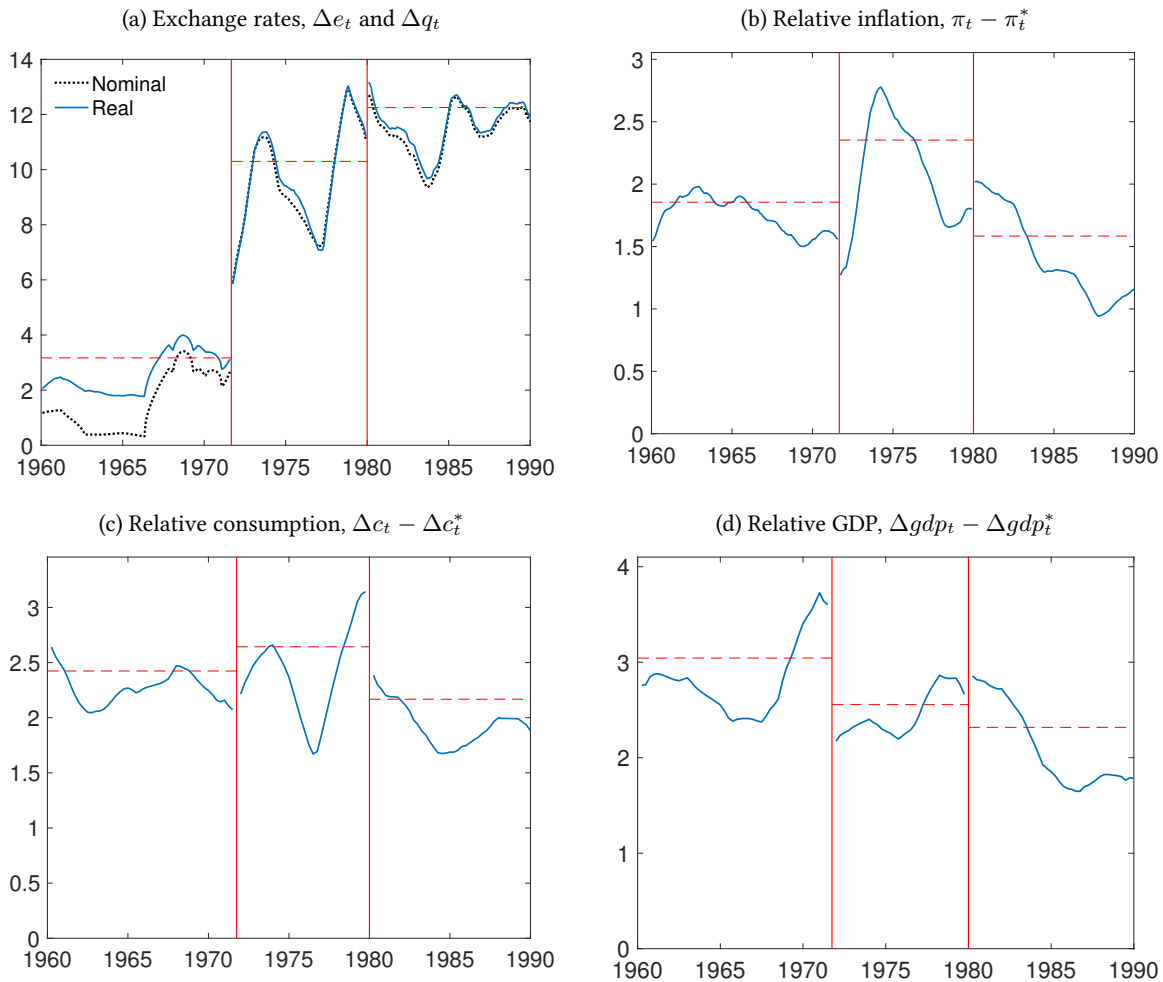 (a) Exchange rates, Δe_t and Δq_t
14
12
10
8
6
4
2
0
Nominal
Real
1960 1965 1970 1975 1980 1985 1990
(b) Relative inflation, π_t − π_t^*
3
2.5
2
1.5
1
0.5
0
1960 1965 1970 1975 1980 1985 1990
(c) Relative consumption, Δc_t − Δc_t^*
3
2.5
2
1.5
1
0.5
0
1960 1965 1970 1975 1980 1985 1990
(d) Relative GDP, Δgdp_t − Δgdp_t^*
4
3
2
1
0
1960 1965 1970 1975 1980 1985 1990